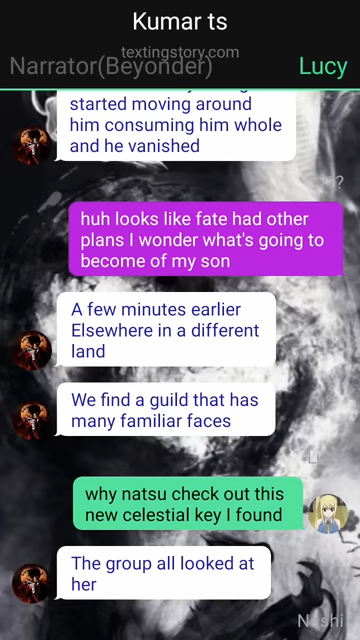 Kumar ts
textingstory.com
Narrator(Beyonder)
Lucy
started moving around
him consuming him whole
and he vanished
?
huh looks like fate had other
plans I wonder what's going to
become of my son
A few minutes earlier
Elsewhere in a different
land
We find a guild that has
many familiar faces
why natsu check out this
new celestial key I found
The group all looked at
her